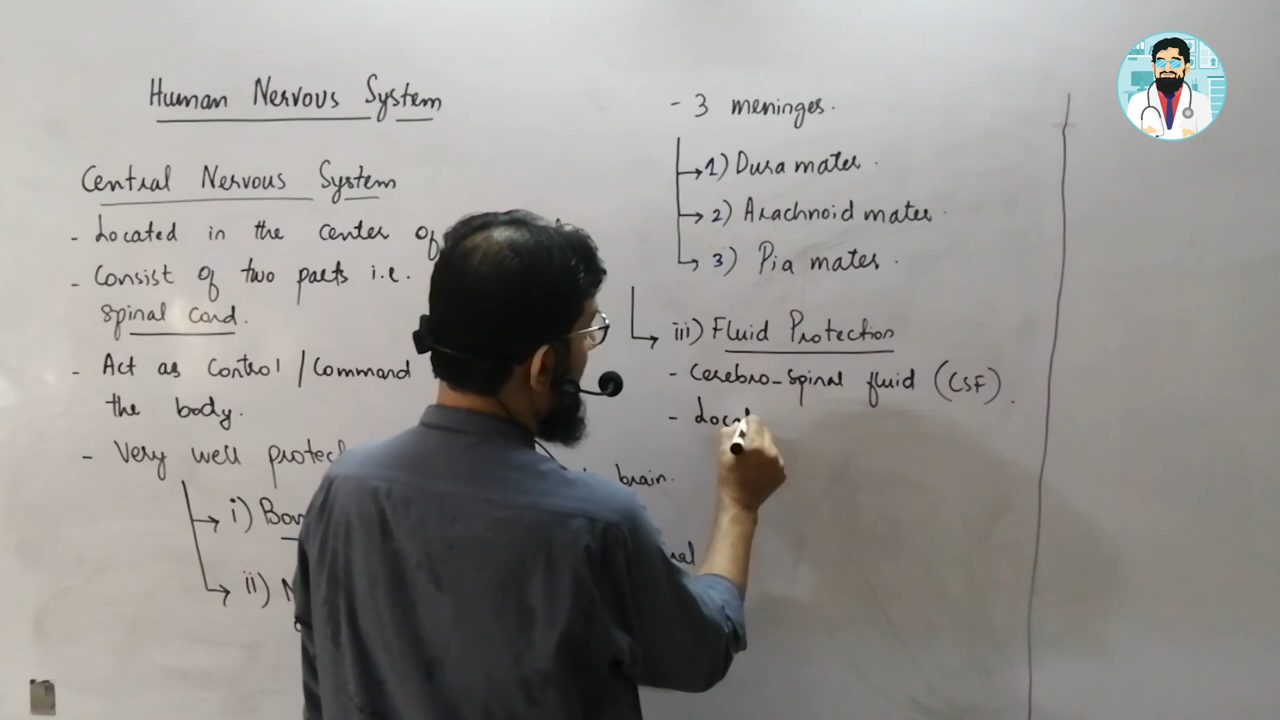 Human Nervous System
Central Nervous System
- Located in the center of
- Consist of two parts i.e.
spinal cord.
- Act as control / Command
the body.
- Very well protec
i) Bo
ii)
brain.
- 3 meninges.
1) Dura mater.
2) Arachnoid mater.
3) Pia mater.
iii) Fluid Protection
- Cerebro-spinal fluid (CSF).
- Loca